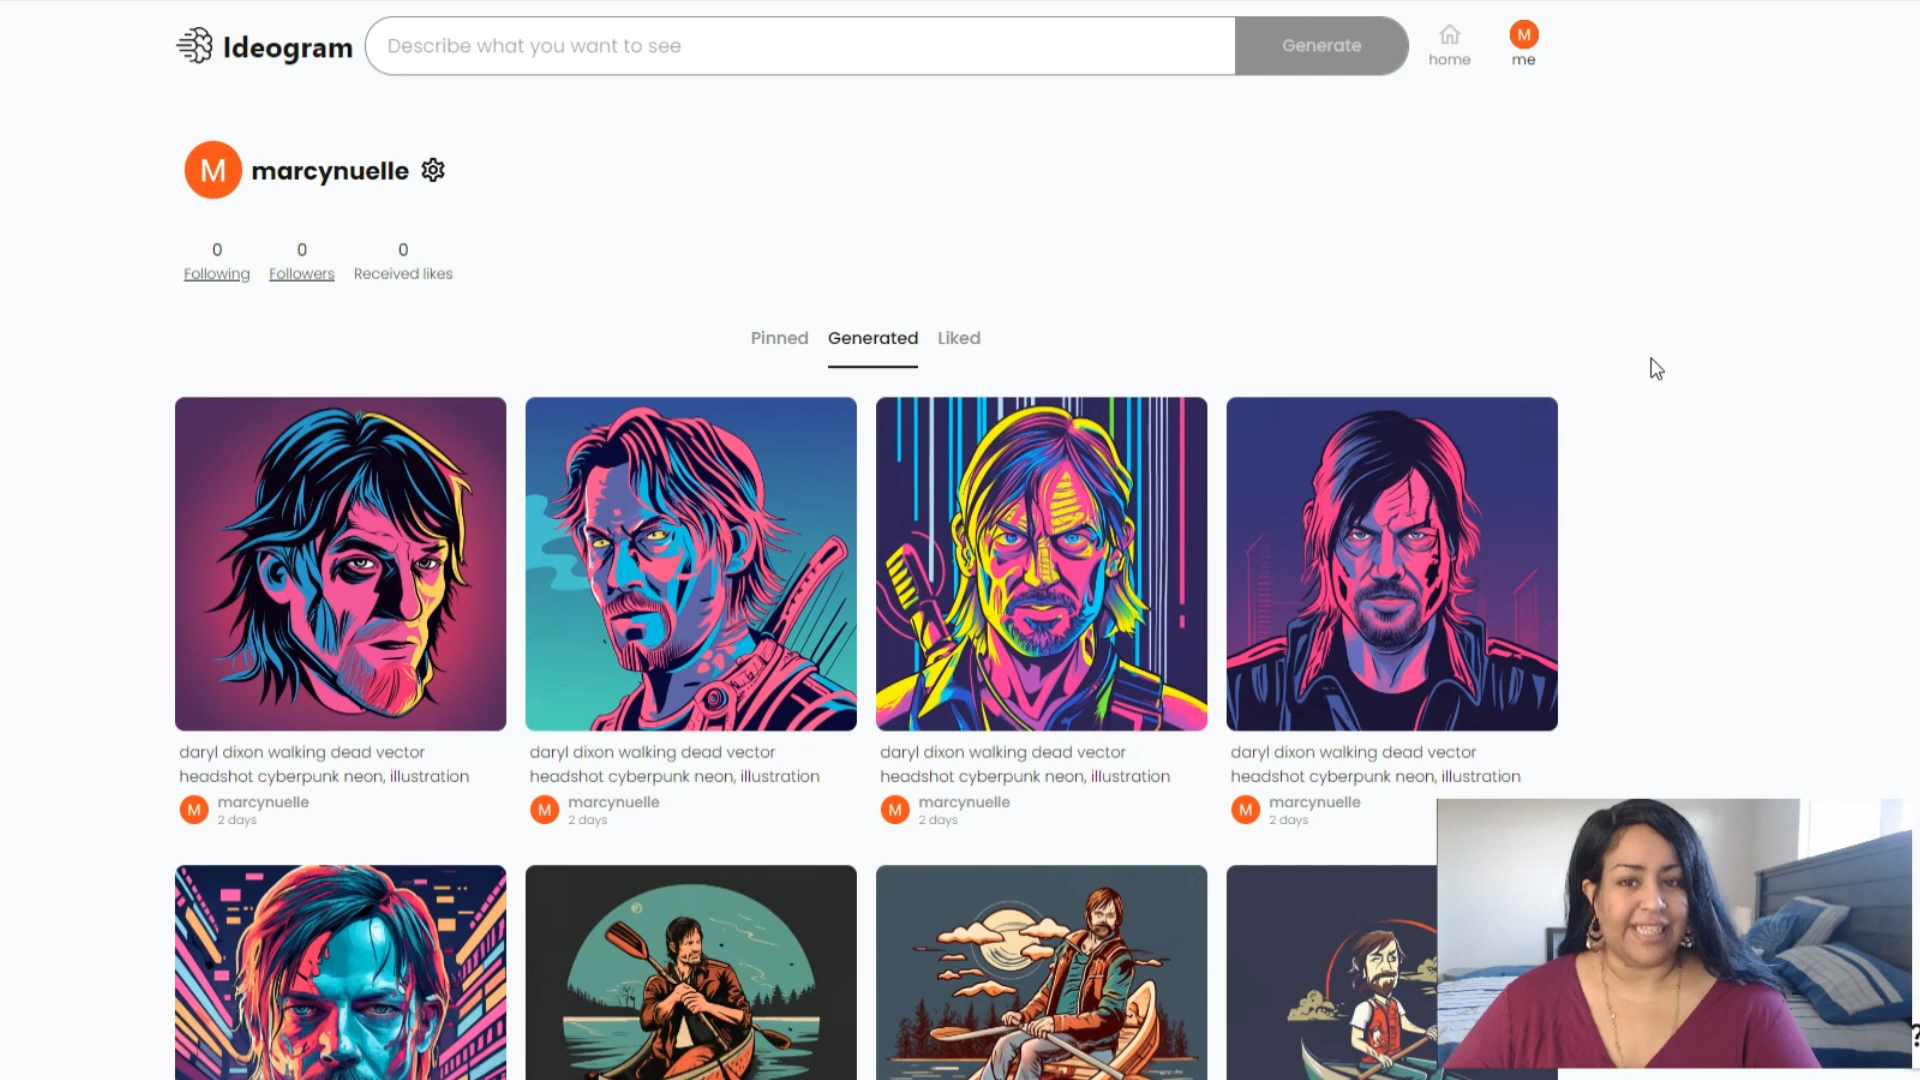 Ideogram
Describe what you want to see
Generate
home
M
me
M
marcynuelle
0
Following
0
Followers
0
Received likes
Pinned
Generated
Liked
daryl dixon walking dead vector
headshot cyberpunk neon, illustration
M
marcynuelle
2 days
daryl dixon walking dead vector
headshot cyberpunk neon, illustration
M
marcynuelle
2 days
daryl dixon walking dead vector
headshot cyberpunk neon, illustration
M
marcynuelle
2 days
daryl dixon walking dead vector
headshot cyberpunk neon, illustration
M
marcynuelle
2 days
?